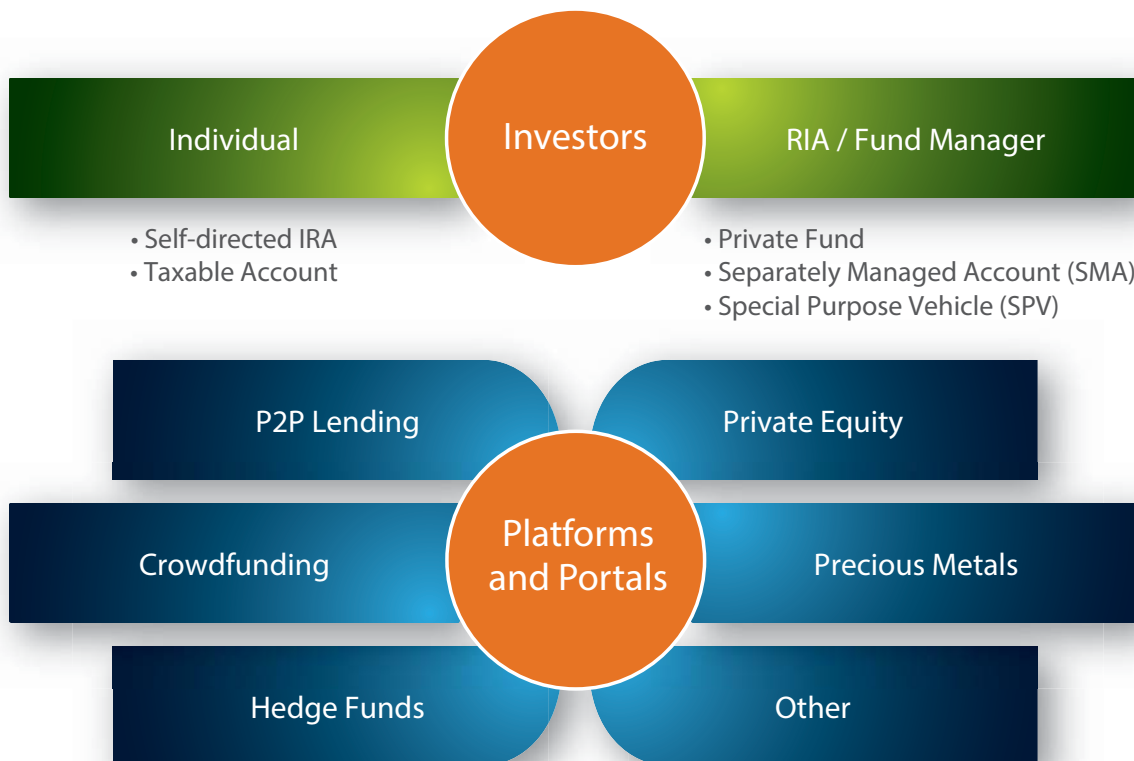 Individual
Investors
RIA / Fund Manager
• Self-directed IRA
• Taxable Account
• Private Fund
• Separately Managed Account (SMA)
• Special Purpose Vehicle (SPV)
P2P Lending
Private Equity
Crowdfunding
Platforms
and Portals
Precious Metals
Hedge Funds
Other